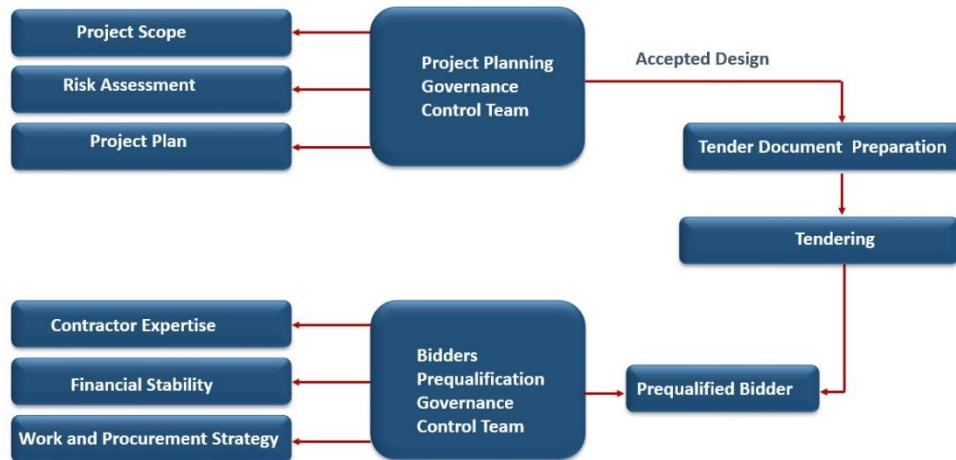 Project Scope
Risk Assessment
Project Plan
Project Planning
Governance
Control Team
Accepted Design
Tender Document Preparation
Tendering
Contractor Expertise
Financial Stability
Work and Procurement Strategy
Bidders
Prequalification
Governance
Control Team
Prequalified Bidder